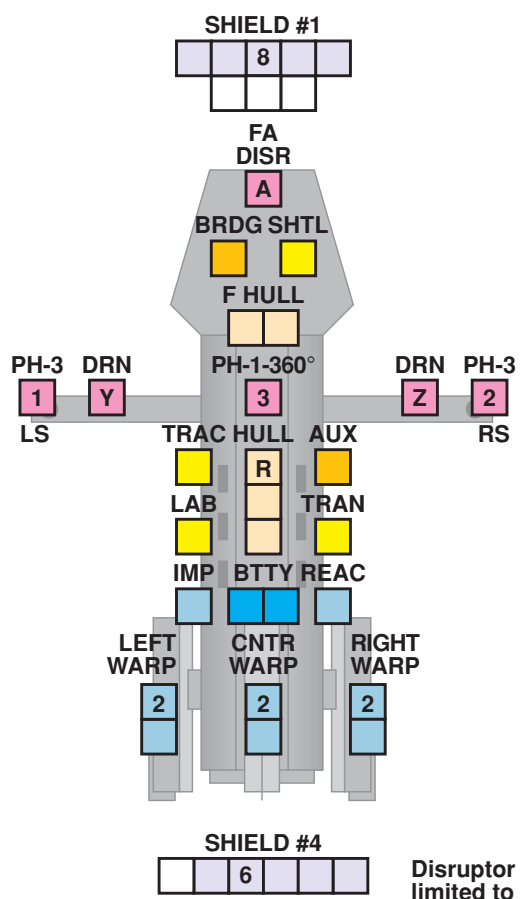 SHIELD #1
8
FA
DISR
A
BRDG SHTL
F HULL
PH-3 DRN PH-1-360° DRN PH-3
1 Y 3 Z 2
LS RS
TRAC HULL AUX
R
LAB TRAN
IMP BTTY REAC
LEFT WARP
CNTR WARP
RIGHT WARP
2 2 2
SHIELD #4
6
Disruptor
limited to